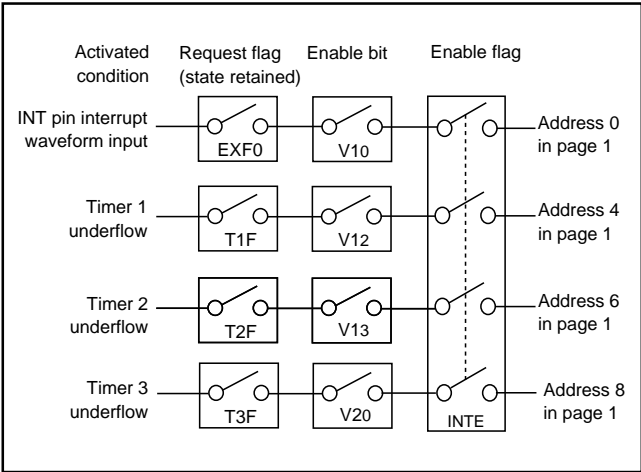 Activated
condition
Request flag
(state retained)
Enable bit
Enable flag
INT pin interrupt
waveform input
EXF0
V10
Address 0
in page 1
Timer 1
underflow
T1F
V12
Address 4
in page 1
Timer 2
underflow
T2F
V13
Address 6
in page 1
Timer 3
underflow
T3F
V20
INTE
Address 8
in page 1